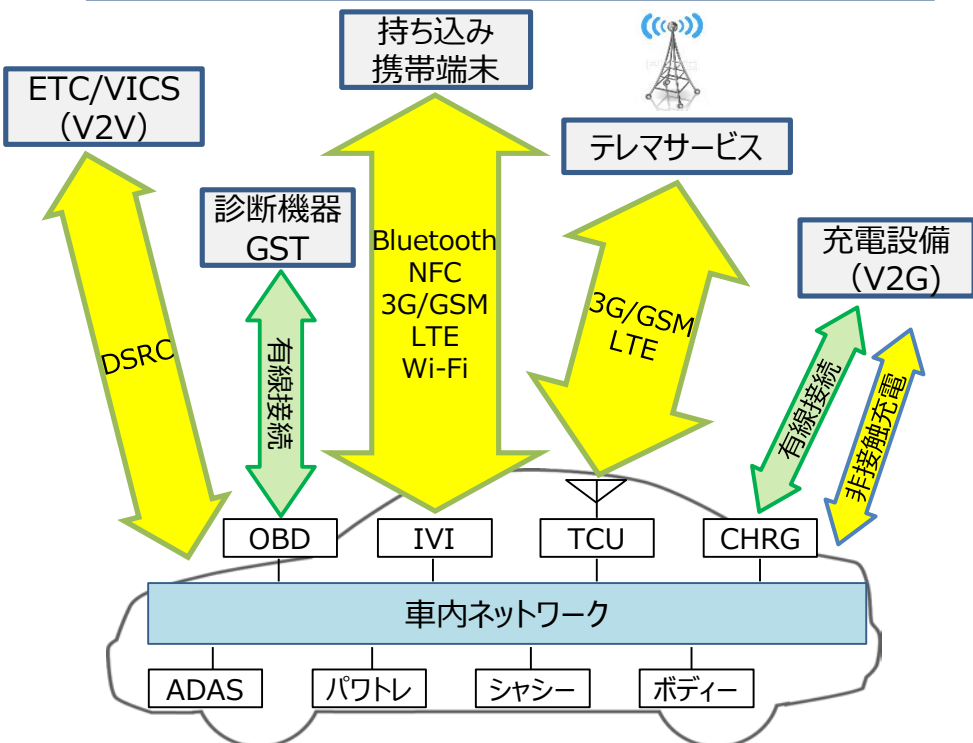 持ち込み
携帯端末
ETC/VICS
（V2V）
テレマサービス
診断機器
GST
充電設備
（V2G)
Bluetooth
NFC
3G/GSM
LTE
Wi-Fi
3G/GSM
LTE
DSRC
有線接続
有線接続
非接触充電
OBD
IVI
TCU
CHRG
車内ネットワーク
ADAS
パワトレ
シャシー
ボディー